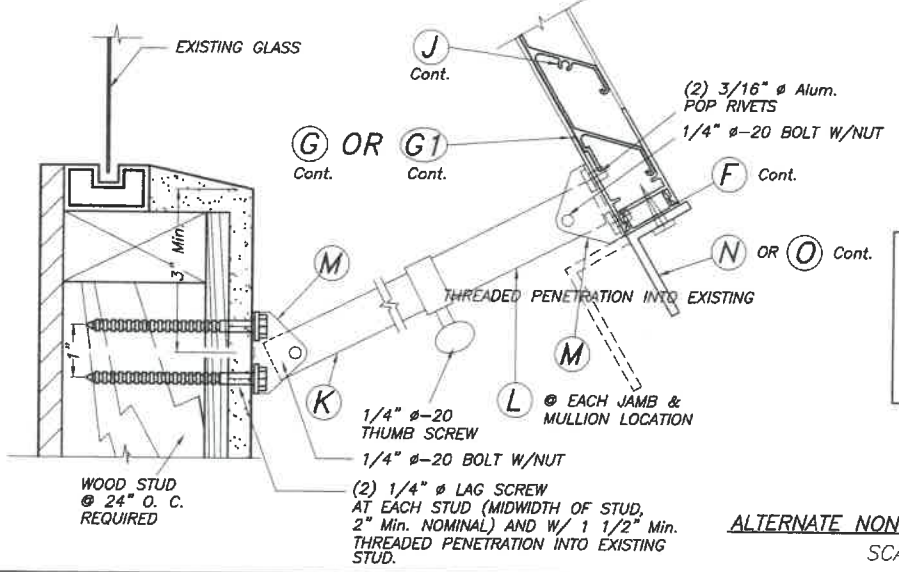 EXISTING GLASS
J
Cont.
(2) 3/16" ø Alum.
POP RIVETS
1/4" ø-20 BOLT W/NUT
G OR G1
Cont. Cont.
F Cont.
3" Min.
M
N OR O Cont.
THREADED PENETRATION INTO EXISTING
1"
M
K
L @ EACH JAMB &
MULLION LOCATION
1/4" ø-20
THUMB SCREW
1/4" ø-20 BOLT W/NUT
WOOD STUD
@ 24" O. C.
REQUIRED
(2) 1/4" ø LAG SCREW
AT EACH STUD (MIDWIDTH OF STUD,
2" Min. NOMINAL) AND W/ 1 1/2" Min.
THREADED PENETRATION INTO EXISTING
STUD.
ALTERNATE NON
SCA